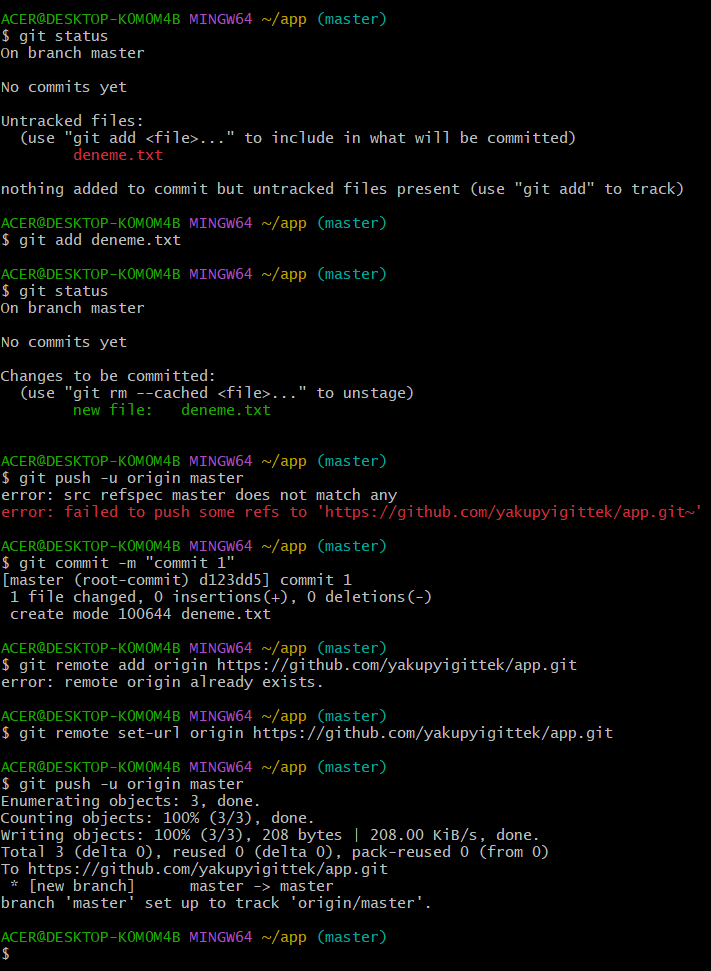 ACER@DESKTOP-K0M0M4B MINGW64 ~/app (master)
$ git status
On branch master
No commits yet
Untracked files:
  (use "git add <file>..." to include in what will be committed)
        deneme.txt
nothing added to commit but untracked files present (use "git add" to track)
ACER@DESKTOP-K0M0M4B MINGW64 ~/app (master)
$ git add deneme.txt
ACER@DESKTOP-K0M0M4B MINGW64 ~/app (master)
$ git status
On branch master
No commits yet
Changes to be committed:
  (use "git rm --cached <file>..." to unstage)
        new file:   deneme.txt
ACER@DESKTOP-K0M0M4B MINGW64 ~/app (master)
$ git push -u origin master
error: src refspec master does not match any
error: failed to push some refs to 'https://github.com/yakupyigittek/app.git~'
ACER@DESKTOP-K0M0M4B MINGW64 ~/app (master)
$ git commit -m "commit 1"
[master (root-commit) d123dd5] commit 1
 1 file changed, 0 insertions(+), 0 deletions(-)
 create mode 100644 deneme.txt
ACER@DESKTOP-K0M0M4B MINGW64 ~/app (master)
$ git remote add origin https://github.com/yakupyigittek/app.git
error: remote origin already exists.
ACER@DESKTOP-K0M0M4B MINGW64 ~/app (master)
$ git remote set-url origin https://github.com/yakupyigittek/app.git
ACER@DESKTOP-K0M0M4B MINGW64 ~/app (master)
$ git push -u origin master
Enumerating objects: 3, done.
Counting objects: 100% (3/3), done.
Writing objects: 100% (3/3), 208 bytes | 208.00 KiB/s, done.
Total 3 (delta 0), reused 0 (delta 0), pack-reused 0 (from 0)
To https://github.com/yakupyigittek/app.git
 * [new branch]      master -> master
branch 'master' set up to track 'origin/master'.
ACER@DESKTOP-K0M0M4B MINGW64 ~/app (master)
$